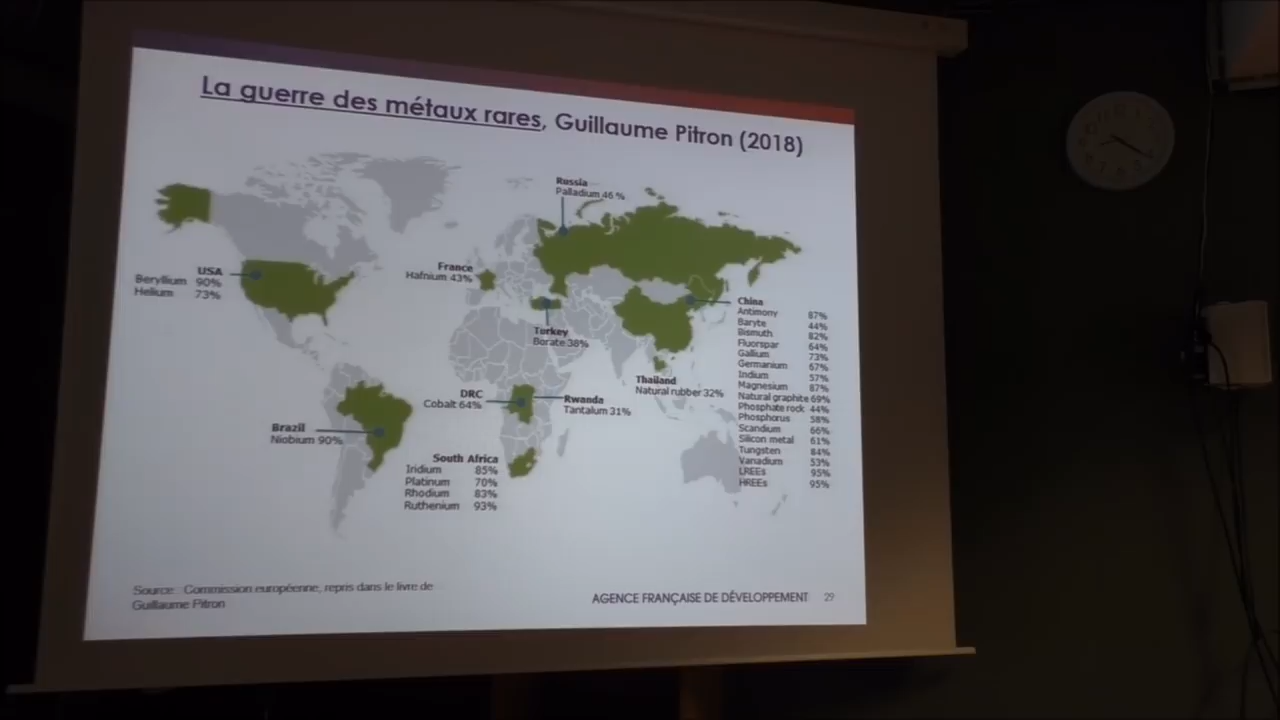 La guerre des métaux rares, Guillaume Pitron (2018)
Russia
Palladium 46 %
USA
Beryllium 90%
Helium 73%
France
Hafnium 43%
Turkey
Borate 38%
China
Antimony 87%
Baryte 44%
Bismuth 82%
Fluorspar 64%
Gallium 73%
Germanium 67%
Indium 57%
Magnesium 87%
Natural graphite 69%
Phosphate rock 44%
Phosphorus 58%
Scandium 66%
Silicon metal 61%
Tungsten 84%
Vanadium 53%
LREEs 95%
HREEs 95%
Thailand
Natural rubber 32%
DRC
Cobalt 64%
Rwanda
Tantalum 31%
Brazil
Niobium 90%
South Africa
Iridium 85%
Platinum 70%
Rhodium 83%
Ruthenium 93%
Source : Commission européenne, repris dans le livre de
Guillaume Pitron
AGENCE FRANÇAISE DE DÉVELOPPEMENT 29